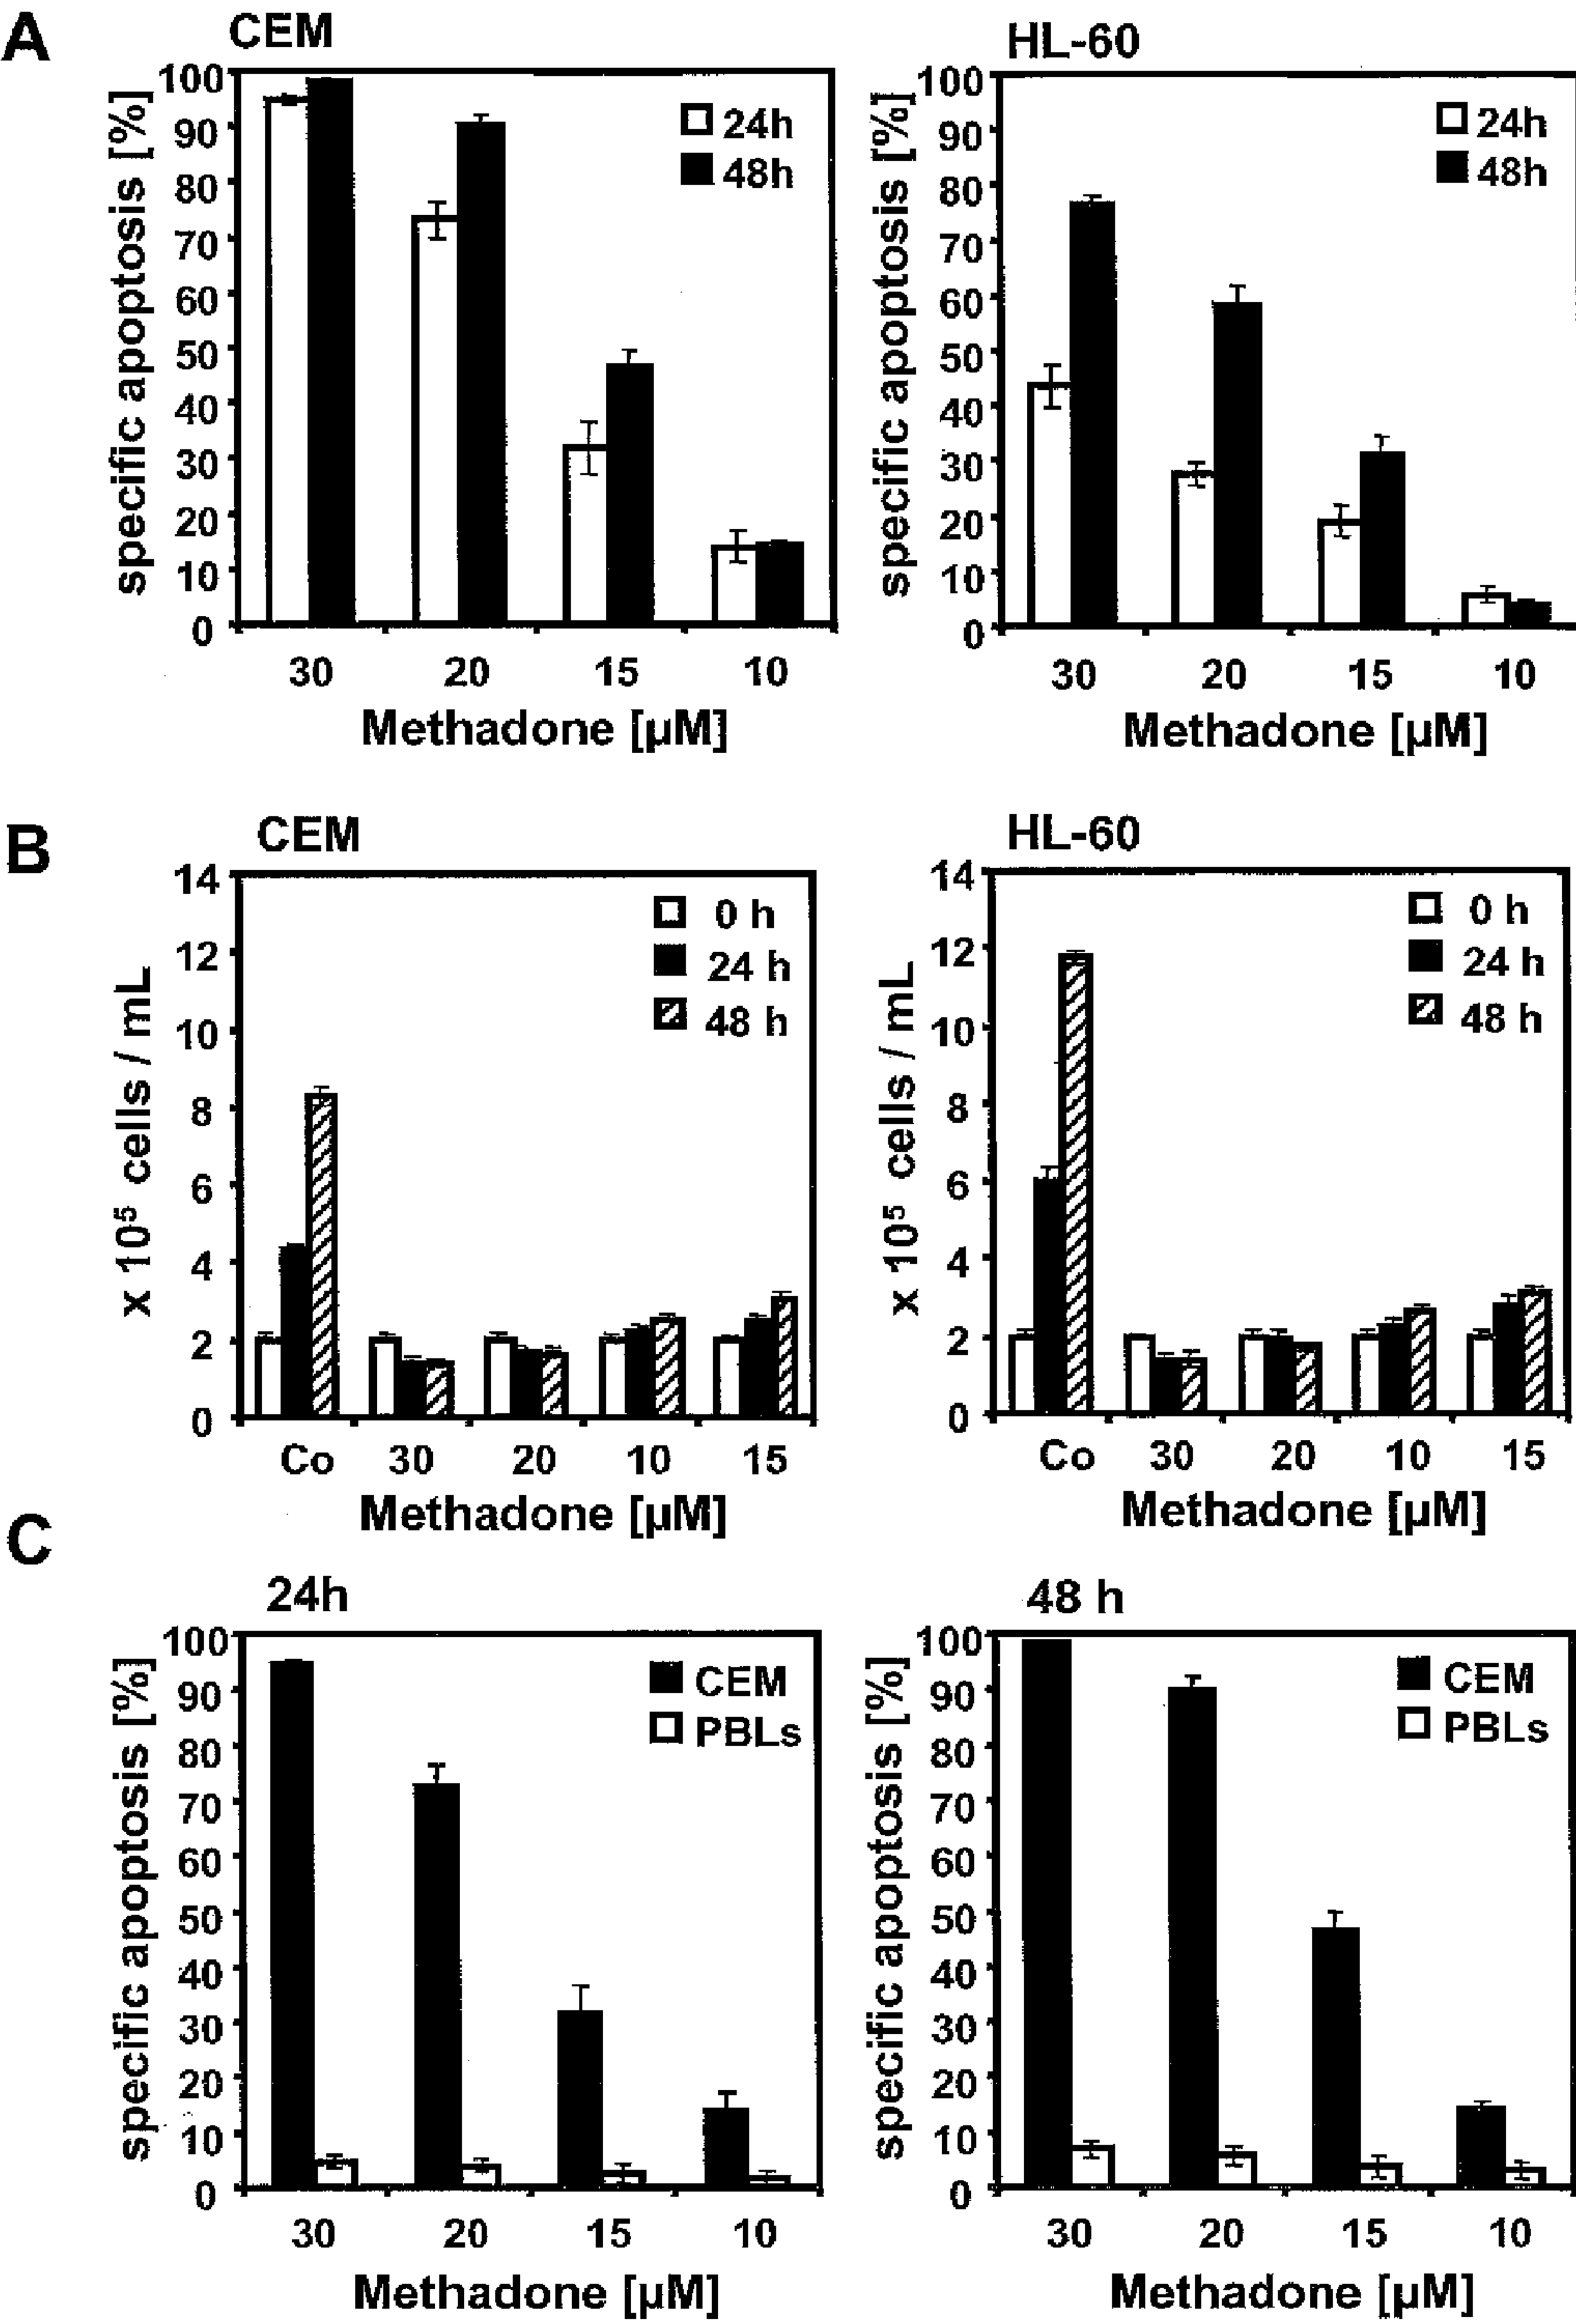 A
CEM
100
90
80
70
60
50
40
30
20
10
0
specific apoptosis [%]
24h
48h
30 20 15 10
Methadone [µM]
HL-60
100
90
80
70
60
50
40
30
20
10
0
specific apoptosis [%]
24h
48h
30 20 15 10
Methadone [µM]
B
CEM
14
12
10
8
6
4
2
0
x 10⁵ cells / mL
0 h
24 h
48 h
Co 30 20 10 15
Methadone [µM]
HL-60
14
12
10
8
6
4
2
0
x 10⁵ cells / mL
0 h
24 h
48 h
Co 30 20 10 15
Methadone [µM]
C
24h
100
90
80
70
60
50
40
30
20
10
0
specific apoptosis [%]
CEM
PBLs
30 20 15 10
Methadone [µM]
48 h
100
90
80
70
60
50
40
30
20
10
0
specific apoptosis [%]
CEM
PBLs
30 20 15 10
Methadone [µM]